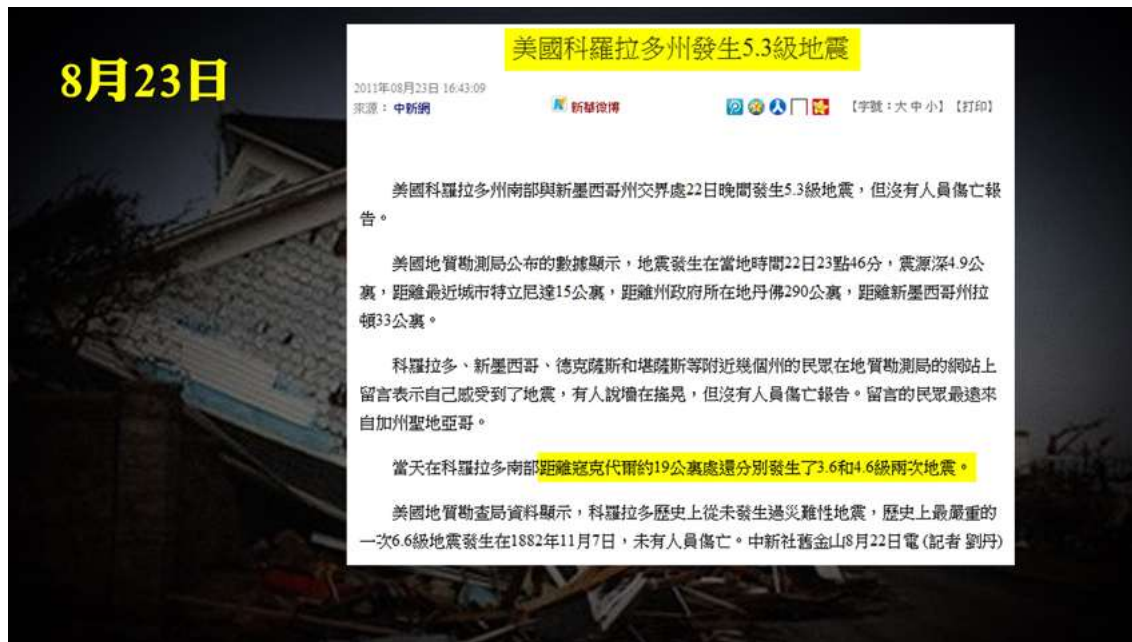 8月23日
美國科羅拉多州發生5.3級地震
2011年08月23日 16:43:09
來源：中新網 新華微博 【字號：大 中 小】【打印】
美國科羅拉多州南部與新墨西哥州交界處22日晚間發生5.3級地震，但沒有人員傷亡報
告。
美國地質勘測局公布的數據顯示，地震發生在當地時間22日23點46分，震源深4.9公
裏，距離最近城市特立尼達15公裏，距離州政府所在地丹佛290公裏，距離新墨西哥州拉
頓33公裏。
科羅拉多、新墨西哥、德克薩斯和堪薩斯等附近幾個州的民眾在地質勘測局的網站上
留言表示自己感受到了地震，有人說墻在搖晃，但沒有人員傷亡報告。留言的民眾最遠來
自加州聖地亞哥。
當天在科羅拉多南部距離寇克代爾約19公裏處還分別發生了3.6和4.6級兩次地震。
美國地質勘查局資料顯示，科羅拉多歷史上從未發生過災難性地震，歷史上最嚴重的
一次6.6級地震發生在1882年11月7日，未有人員傷亡。中新社舊金山8月22日電 (記者 劉丹)